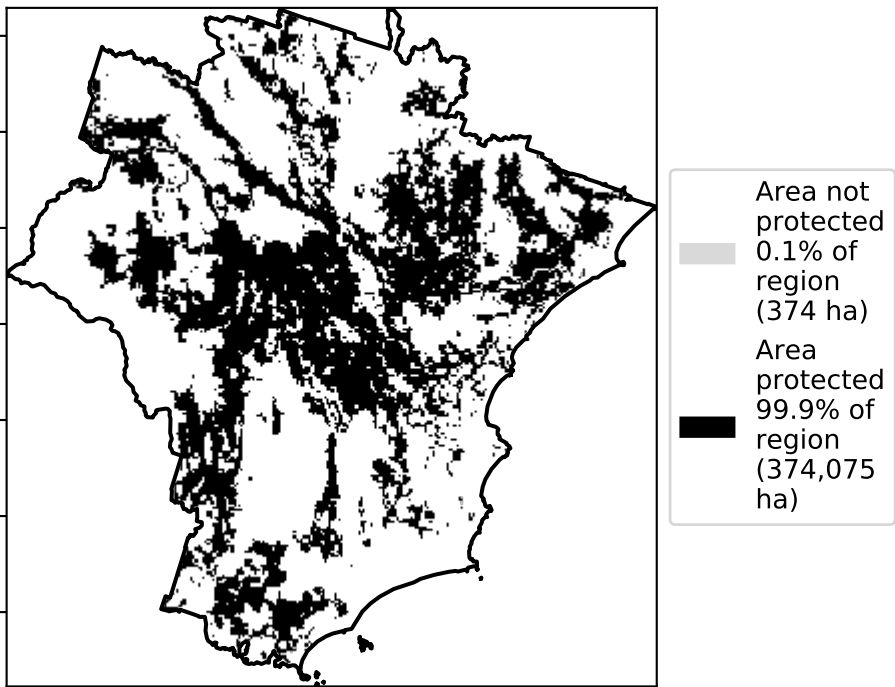 Area not
protected
0.1% of
region
(374 ha)
Area
protected
99.9% of
region
(374,075
ha)